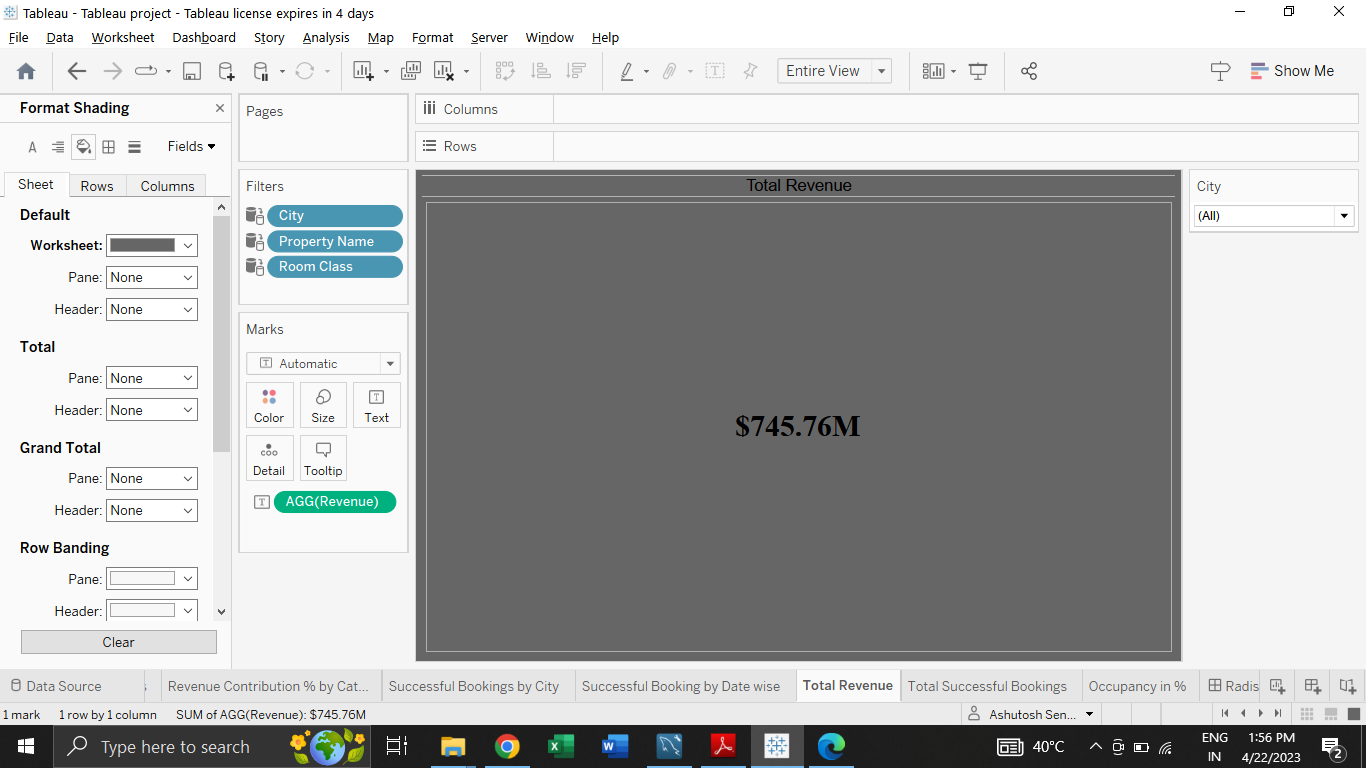 Tableau - Tableau project - Tableau license expires in 4 days
File Data Worksheet Dashboard Story Analysis Map Format Server Window Help
Entire View
Show Me
Format Shading
A
Fields
Sheet Rows Columns
Default
Worksheet:
Pane: None
Header: None
Total
Pane: None
Header: None
Grand Total
Pane: None
Header: None
Row Banding
Pane:
Header:
Clear
Pages
Filters
City
Property Name
Room Class
Marks
T Automatic
Color Size Text
Detail Tooltip
T AGG(Revenue)
Columns
Rows
Total Revenue
$745.76M
City
(All)
Data Source Revenue Contribution % by Cat... Successful Bookings by City Successful Booking by Date wise Total Revenue Total Successful Bookings Occupancy in % Radis
1 mark 1 row by 1 column SUM of AGG(Revenue): $745.76M Ashutosh Sen...
Type here to search
40°C
ENG
IN
1:56 PM
4/22/2023
2